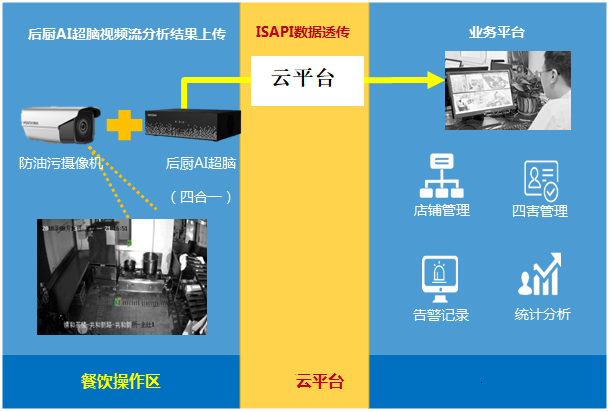 后厨AI超脑视频流分析结果上传
ISAPI数据透传
业务平台
云平台
防油污摄像机
后厨AI超脑
（四合一）
店铺管理
四害管理
告警记录
统计分析
餐饮操作区
云平台